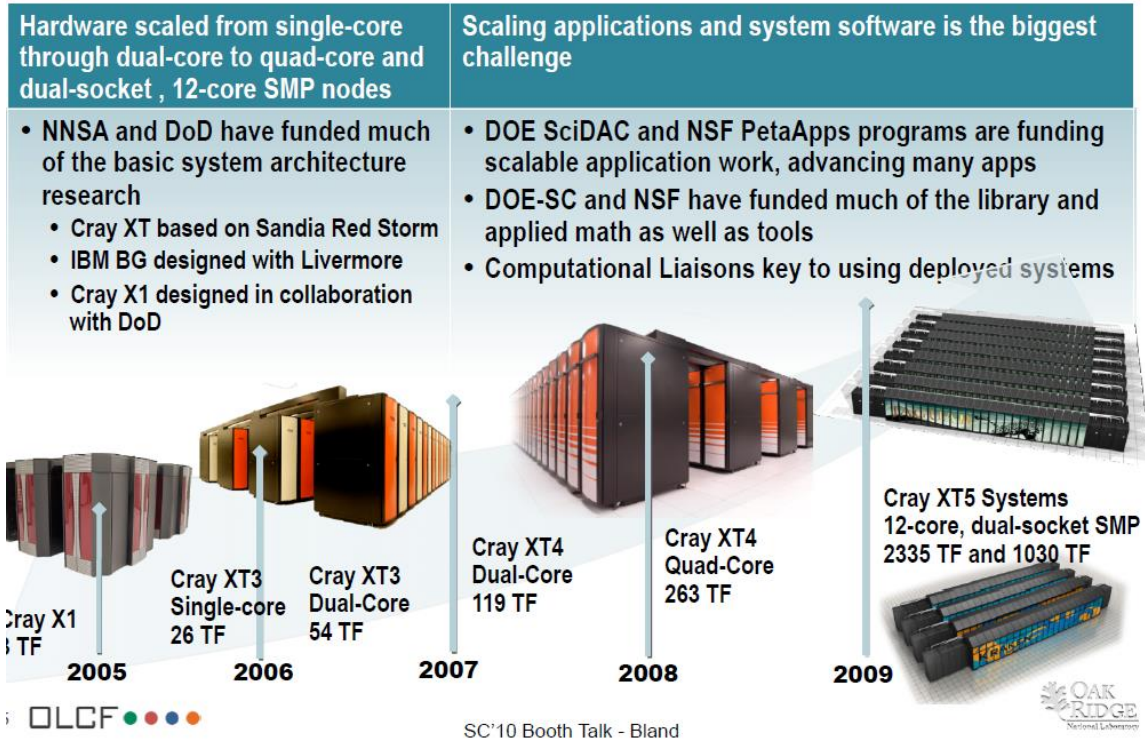 Hardware scaled from single-core
through dual-core to quad-core and
dual-socket , 12-core SMP nodes
Scaling applications and system software is the biggest
challenge
• NNSA and DoD have funded much
of the basic system architecture
research
• Cray XT based on Sandia Red Storm
• IBM BG designed with Livermore
• Cray X1 designed in collaboration
with DoD
• DOE SciDAC and NSF PetaApps programs are funding
scalable application work, advancing many apps
• DOE-SC and NSF have funded much of the library and
applied math as well as tools
• Computational Liaisons key to using deployed systems
Cray X1
3 TF
Cray XT3
Single-core
26 TF
Cray XT3
Dual-Core
54 TF
Cray XT4
Dual-Core
119 TF
Cray XT4
Quad-Core
263 TF
Cray XT5 Systems
12-core, dual-socket SMP
2335 TF and 1030 TF
2005
2006
2007
2008
2009
5
OLCF
SC'10 Booth Talk - Bland
OAK
RIDGE
National Laboratory